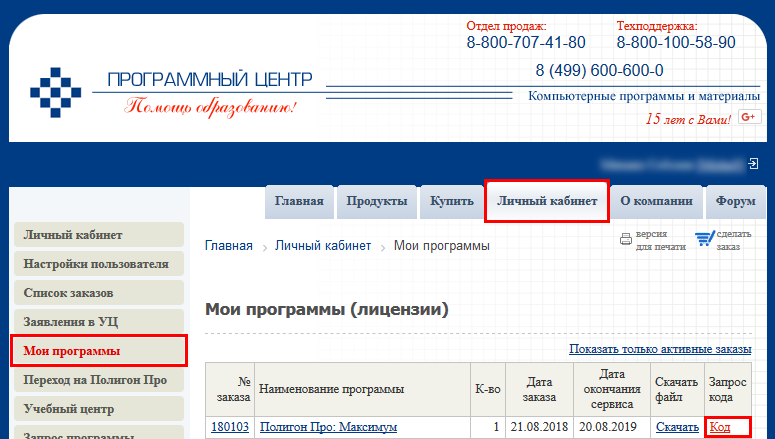 Отдел продаж:
8-800-707-41-80
Техподдержка:
8-800-100-58-90
8 (499) 600-600-0
ПРОГРАММНЫЙ ЦЕНТР
Помощь образованию!
Компьютерные программы и материалы
15 лет с Вами!
G+
Главная
Продукты
Купить
Личный кабинет
О компании
Форум
Личный кабинет
Настройки пользователя
Список заказов
Заявления в УЦ
Мои программы
Переход на Полигон Про
Учебный центр
Запрос программы
Главная > Личный кабинет > Мои программы
версия
для печати
сделать
заказ
Мои программы (лицензии)
Показать только активные заказы
№ заказа
Наименование программы
К-во
Дата заказа
Дата окончания сервиса
Скачать файл
Запрос кода
180103
Полигон Про: Максимум
1
21.08.2018
20.08.2019
Скачать
Код